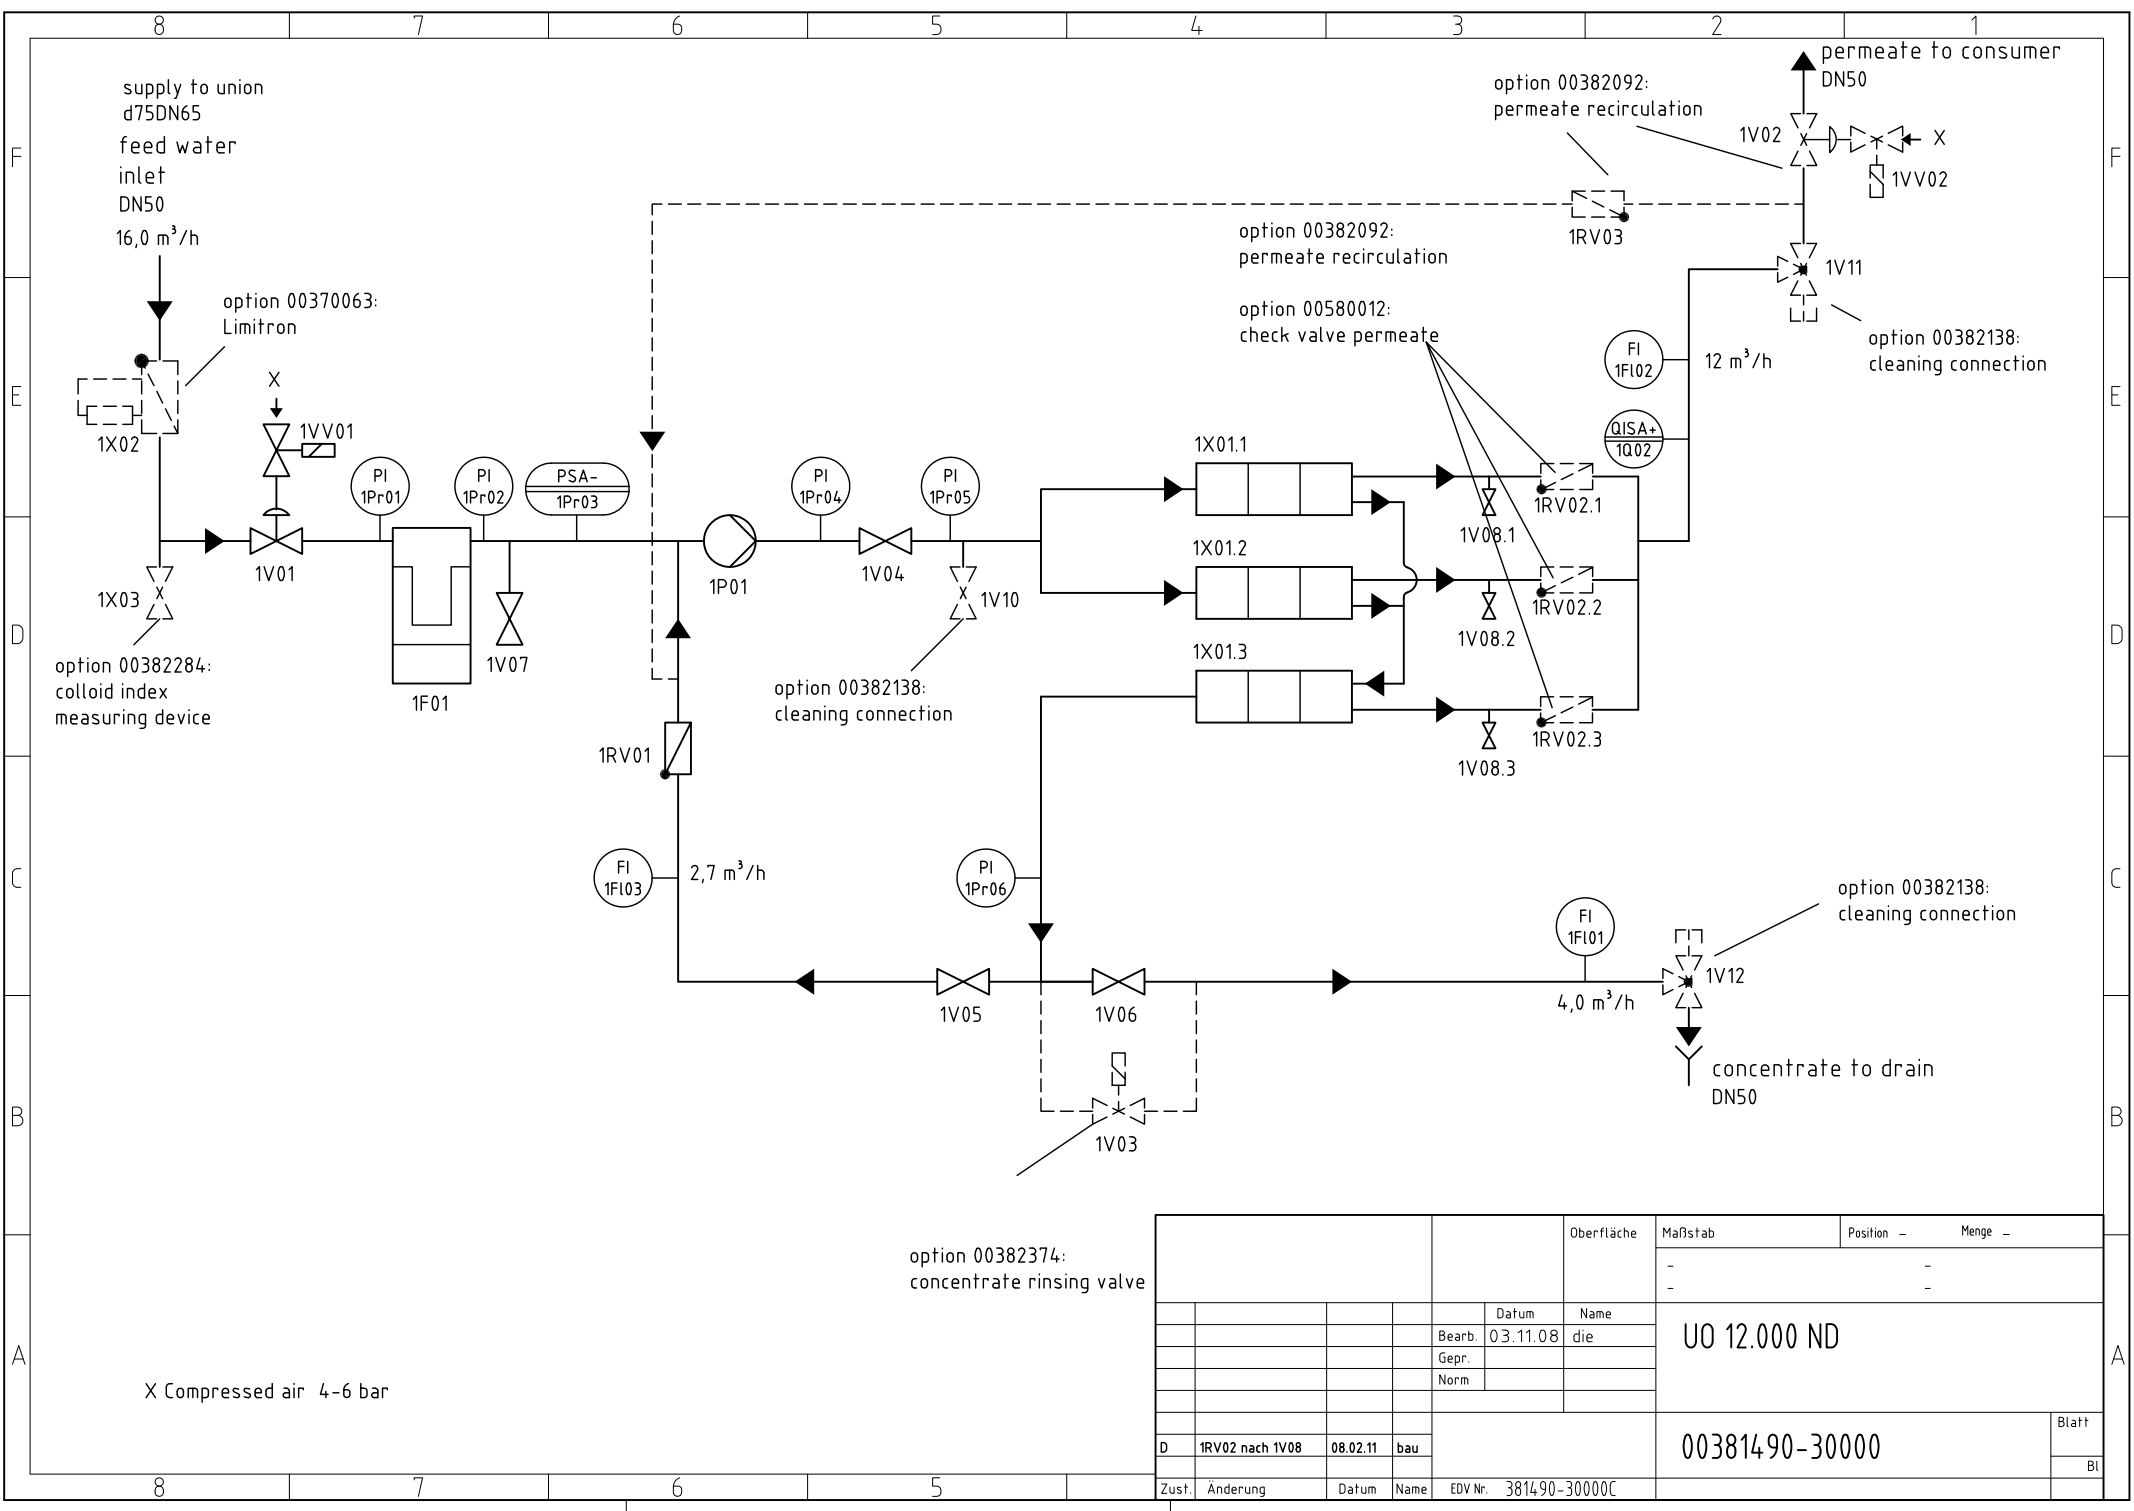 8 7 6 5 4 3 2 1
F
E
D
C
B
A
supply to union
d75DN65
feed water
inlet
DN50
16,0 m³/h
option 00370063:
Limitron
1X02
X
1VV01
PI
1Pr01
PI
1Pr02
PSA-
1Pr03
1V01
1X03
option 00382284:
colloid index
measuring device
1F01
1V07
1P01
PI
1Pr04
PI
1Pr05
1V04
1V10
option 00382138:
cleaning connection
1RV01
FI
1Fl03
2,7 m³/h
PI
1Pr06
1V05
1V06
1V03
option 00382374:
concentrate rinsing valve
option 00382092:
permeate recirculation
1RV03
option 00382092:
permeate recirculation
option 00580012:
check valve permeate
1X01.1
1X01.2
1X01.3
1V08.1
1V08.2
1V08.3
1RV02.1
1RV02.2
1RV02.3
permeate to consumer
DN50
1V02
X
1VV02
1V11
option 00382138:
cleaning connection
FI
1Fl02
12 m³/h
QISA+
1Q02
option 00382138:
cleaning connection
FI
1Fl01
4,0 m³/h
1V12
concentrate to drain
DN50
X Compressed air 4-6 bar
Oberfläche
Maßstab
Position -
Menge -
- -
- -
Datum Name
Bearb. 03.11.08 die
Gepr.
Norm
UO 12.000 ND
00381490-30000
Blatt
Bl
D 1RV02 nach 1V08 08.02.11 bau
Zust. Änderung Datum Name
EDV Nr. 381490-30000C
F
E
D
C
B
A
8 7 6 5